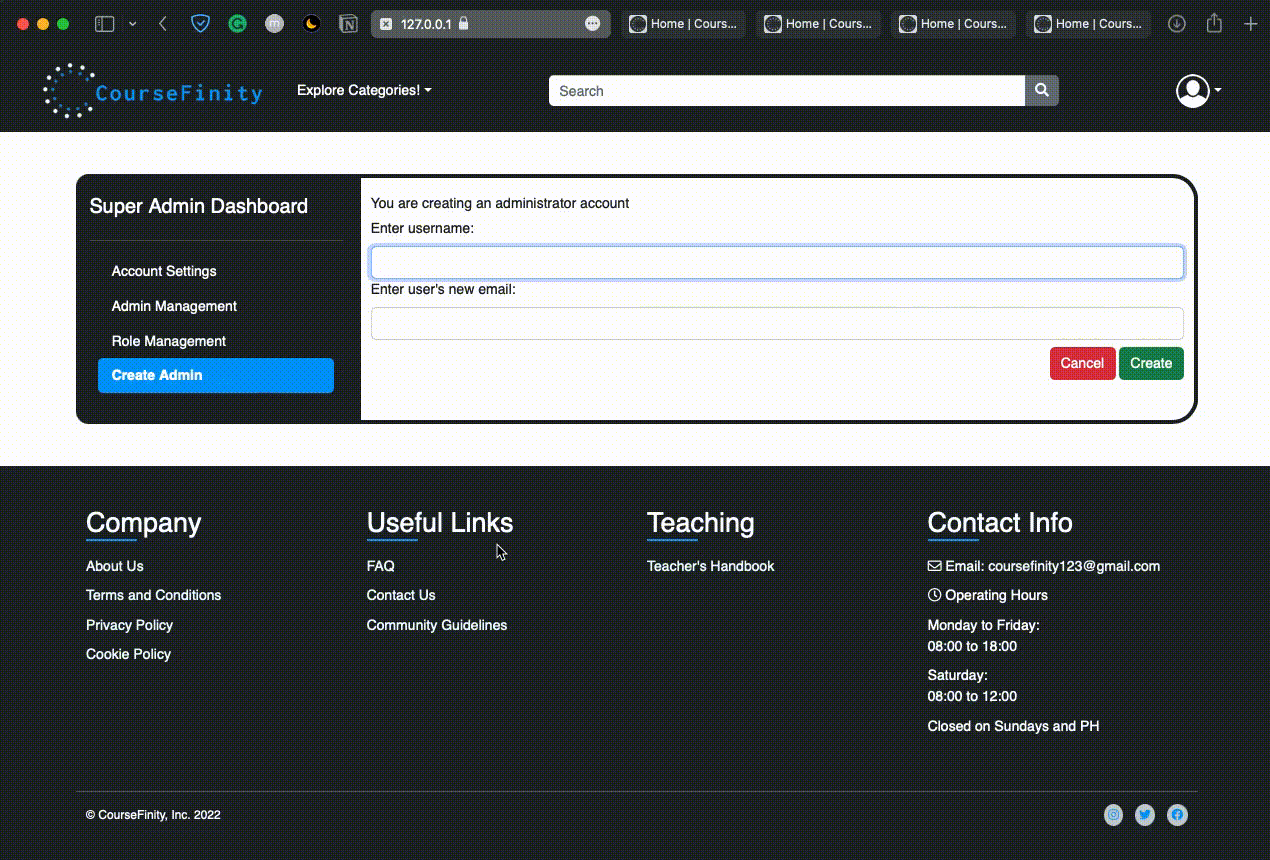 127.0.0.1
Home | Cours...
Home | Cours...
Home | Cours...
Home | Cours...
CourseFinity
Explore Categories!
Search
Super Admin Dashboard
Account Settings
Admin Management
Role Management
Create Admin
You are creating an administrator account
Enter username:
Enter user's new email:
Cancel
Create
Company
About Us
Terms and Conditions
Privacy Policy
Cookie Policy
Useful Links
FAQ
Contact Us
Community Guidelines
Teaching
Teacher's Handbook
Contact Info
Email: coursefinity123@gmail.com
Operating Hours
Monday to Friday:
08:00 to 18:00
Saturday:
08:00 to 12:00
Closed on Sundays and PH
© CourseFinity, Inc. 2022